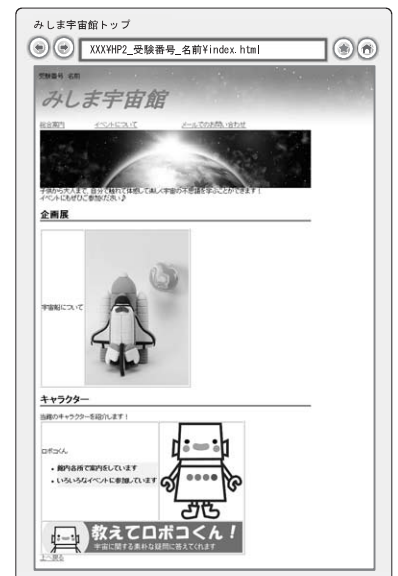 みしま宇宙館トップ
XXX¥HP2_受験番号_名前¥index.html
受験番号 名前
みしま宇宙館
総合案内 イベントについて メールでのお問い合わせ
子供から大人まで、自分で触れて体感して楽しく宇宙の不思議を学ぶことができます！
イベントにもぜひご参加ください♪
企画展
宇宙船について
キャラクター
当館のキャラクターを紹介します！
ロボコくん
・館内各所で案内をしています
・いろいろなイベントに参加しています
教えてロボコくん！
宇宙に関する素朴な疑問に答えてくれます
上へ戻る